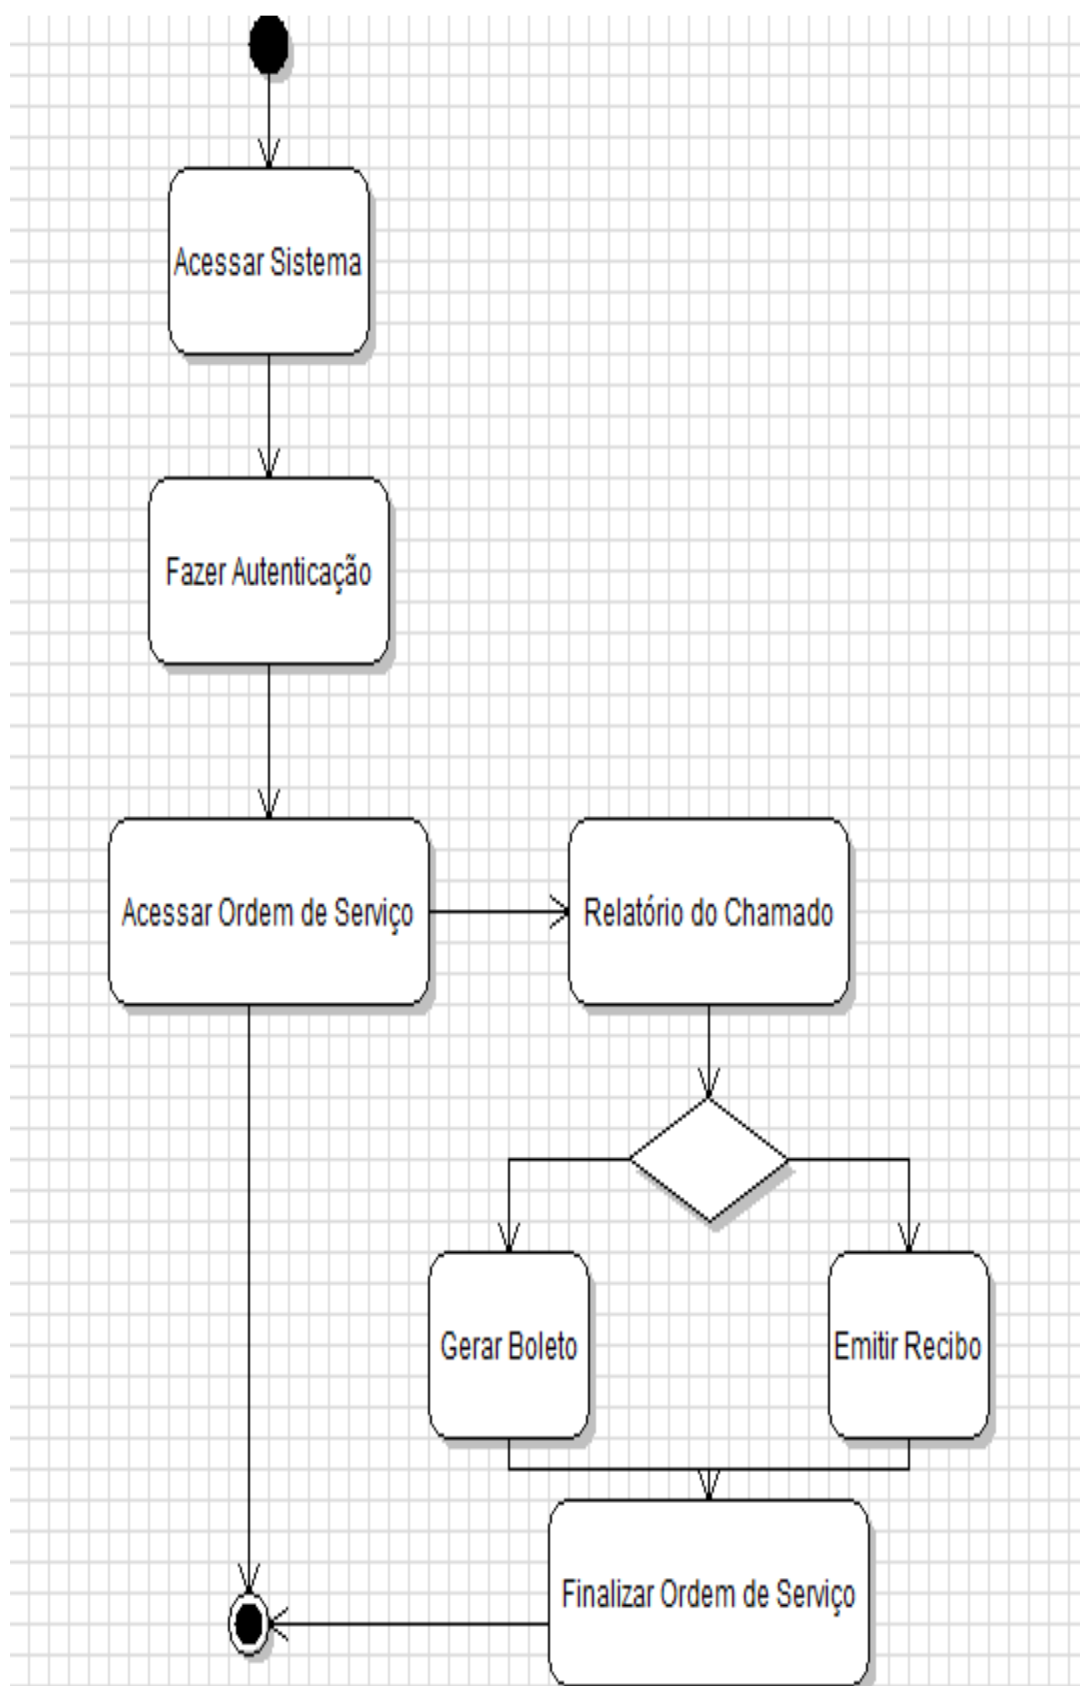 Acessar Sistema
Fazer Autenticação
Acessar Ordem de Serviço
Relatório do Chamado
Gerar Boleto
Emitir Recibo
Finalizar Ordem de Serviço